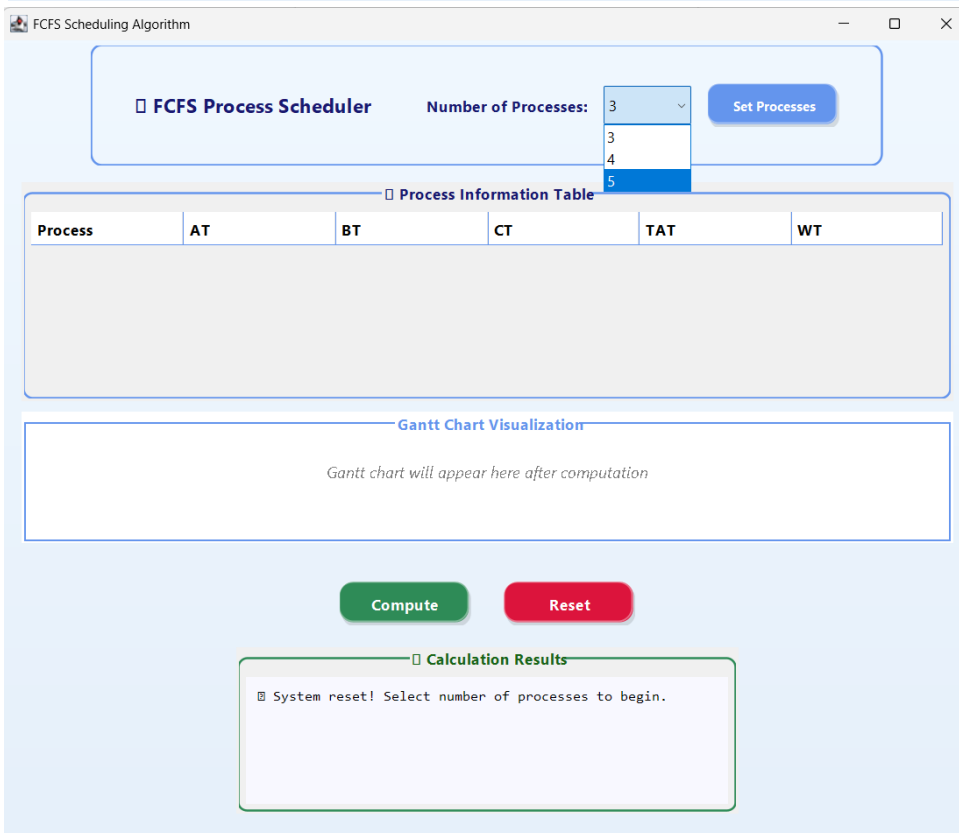 FCFS Scheduling Algorithm
FCFS Process Scheduler
Number of Processes:
3
Set Processes
3
4
5
Process Information Table
Process AT BT CT TAT WT
Gantt Chart Visualization
Gantt chart will appear here after computation
Compute
Reset
Calculation Results
System reset! Select number of processes to begin.